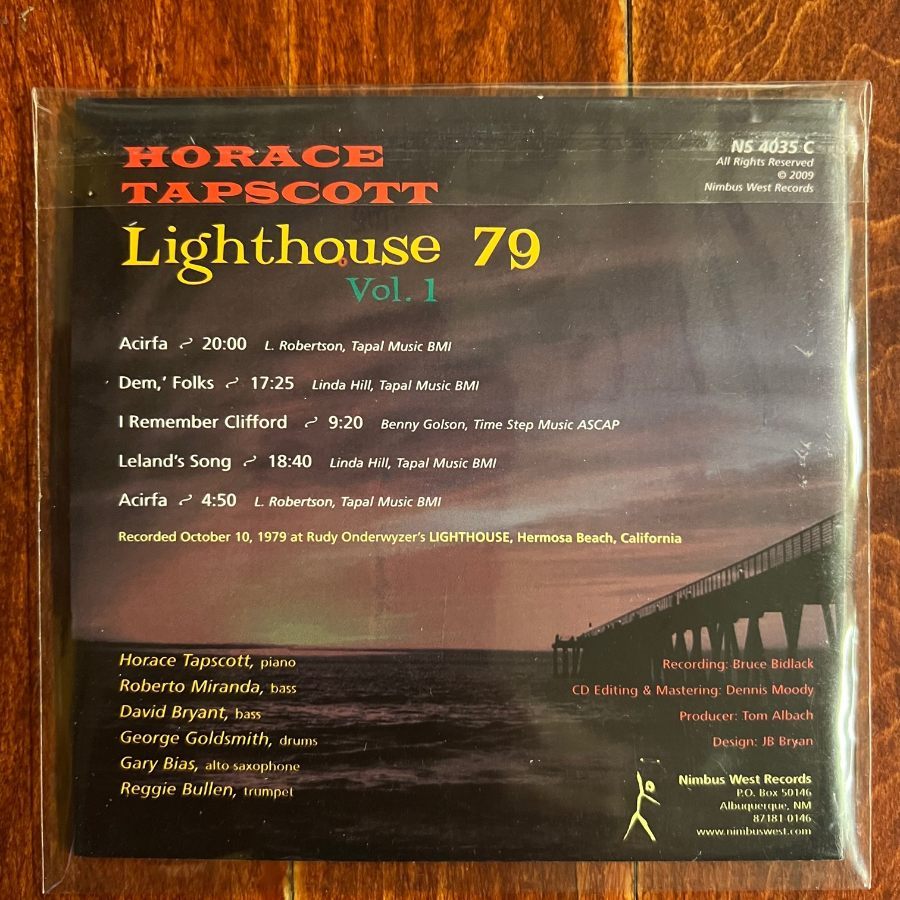 HORACE
TAPSCOTT
Lighthouse 79
Vol. 1
NS 4035 C
All Rights Reserved
© 2009
Nimbus West Records
Acirfa ~ 20:00 L. Robertson, Tapal Music BMI
Dem,' Folks ~ 17:25 Linda Hill, Tapal Music BMI
I Remember Clifford ~ 9:20 Benny Golson, Time Step Music ASCAP
Leland's Song ~ 18:40 Linda Hill, Tapal Music BMI
Acirfa ~ 4:50 L. Robertson, Tapal Music BMI
Recorded October 10, 1979 at Rudy Onderwyzer's LIGHTHOUSE, Hermosa Beach, California
Horace Tapscott, piano
Roberto Miranda, bass
David Bryant, bass
George Goldsmith, drums
Gary Bias, alto saxophone
Reggie Bullen, trumpet
Recording: Bruce Bidlack
CD Editing & Mastering: Dennis Moody
Producer: Tom Albach
Design: JB Bryan
Nimbus West Records
P.O. Box 50146
Albuquerque, NM
87181 0146
www.nimbuswest.com